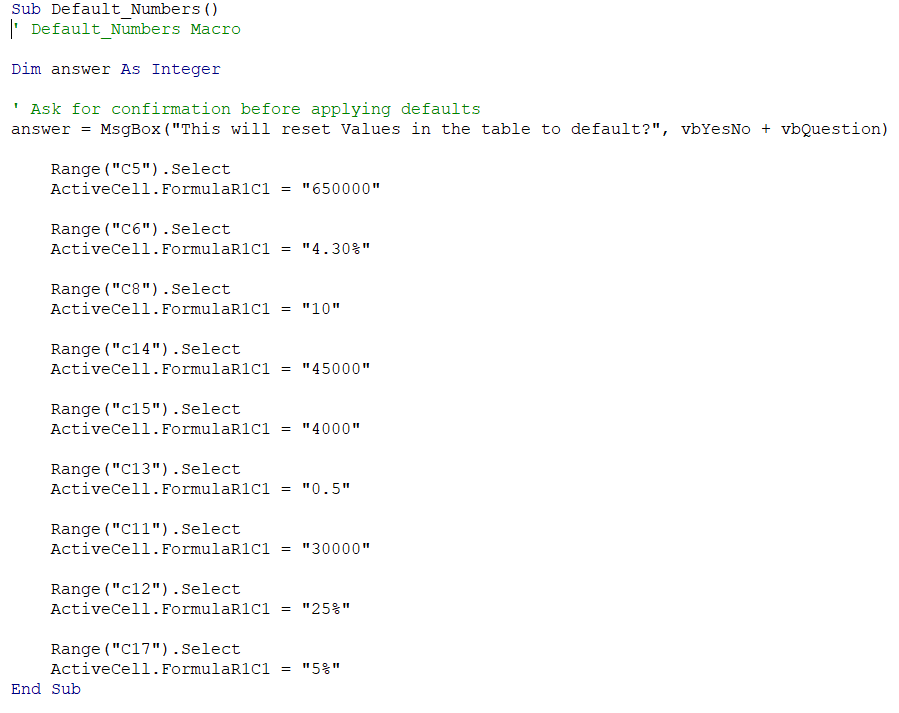 Sub Default_Numbers()
' Default_Numbers Macro
Dim answer As Integer
' Ask for confirmation before applying defaults
answer = MsgBox("This will reset Values in the table to default?", vbYesNo + vbQuestion)
Range("C5").Select
ActiveCell.FormulaR1C1 = "650000"
Range("C6").Select
ActiveCell.FormulaR1C1 = "4.30%"
Range("C8").Select
ActiveCell.FormulaR1C1 = "10"
Range("c14").Select
ActiveCell.FormulaR1C1 = "45000"
Range("c15").Select
ActiveCell.FormulaR1C1 = "4000"
Range("C13").Select
ActiveCell.FormulaR1C1 = "0.5"
Range("C11").Select
ActiveCell.FormulaR1C1 = "30000"
Range("c12").Select
ActiveCell.FormulaR1C1 = "25%"
Range("C17").Select
ActiveCell.FormulaR1C1 = "5%"
End Sub